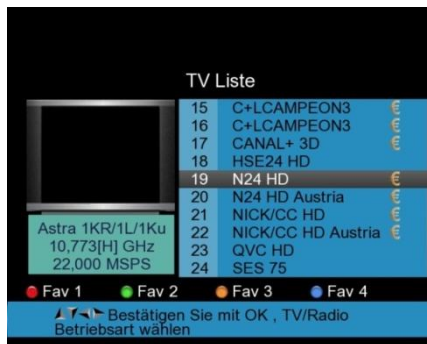 TV Liste
15 C+LCAMPEON3 €
16 C+LCAMPEON3 €
17 CANAL+ 3D €
18 HSE24 HD
19 N24 HD €
20 N24 HD Austria €
21 NICK/CC HD €
22 NICK/CC HD Austria €
23 QVC HD
24 SES 75
Astra 1KR/1L/1Ku
10,773[H] GHz
22,000 MSPS
Fav 1 Fav 2 Fav 3 Fav 4
Bestätigen Sie mit OK , TV/Radio
Betriebsart wählen